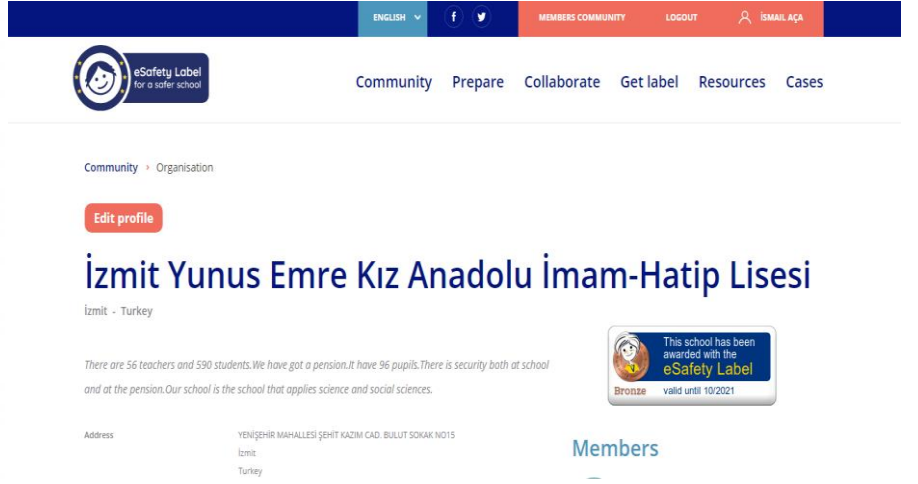 ENGLISH
MEMBERS COMMUNITY
LOGOUT
İSMAIL AÇA
eSafety Label
for a safer school
Community Prepare Collaborate Get label Resources Cases
Community > Organisation
Edit profile
İzmit Yunus Emre Kız Anadolu İmam-Hatip Lisesi
İzmit - Turkey
There are 56 teachers and 590 students.We have got a pension.It have 96 pupils.There is security both at school
and at the pension.Our school is the school that applies science and social sciences.
This school has been
awarded with the
eSafety Label
Bronze valid until 10/2021
Address
YENİŞEHİR MAHALLESİ ŞEHİT KAZIM CAD. BULUT SOKAK NO15
İzmit
Turkey
Members